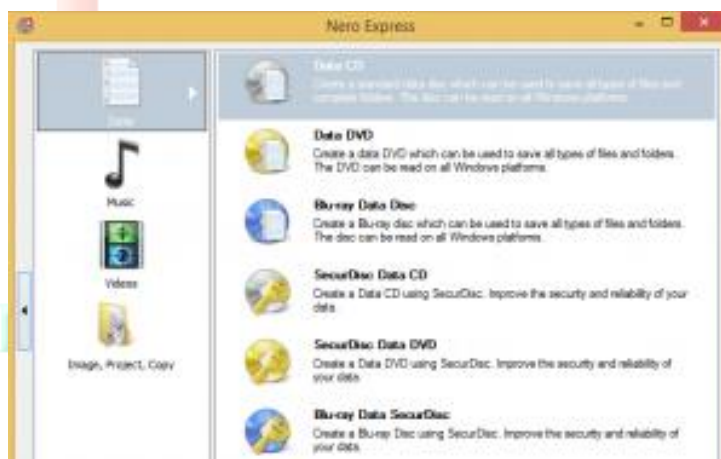 Nero Express
Data
Music
Videos
Image, Project, Copy
Data CD
Create a standard data disc which can be used to save all types of files and
complete folders. The disc can be read on all Windows platforms.
Data DVD
Create a data DVD which can be used to save all types of files and folders.
The DVD can be read on all Windows platforms.
Blu-ray Data Disc
Create a Blu-ray disc which can be used to save all types of files and folders.
The disc can be read on all Windows platforms.
SecurDisc Data CD
Create a Data CD using SecurDisc. Improve the security and reliability of your
data.
SecurDisc Data DVD
Create a Data DVD using SecurDisc. Improve the security and reliability of
your data.
Blu-ray Data SecurDisc
Create a Blu-ray Disc using SecurDisc. Improve the security and reliability of
your data.